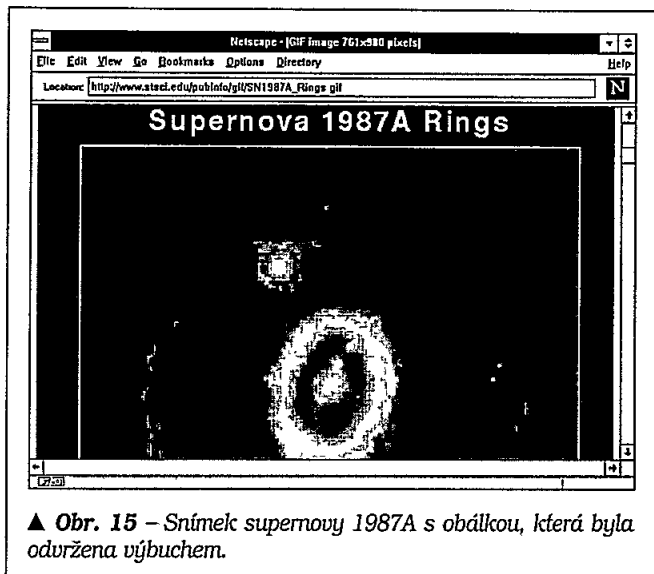 Netscape - [GIF image 761x980 pixels]
File Edit View Go Bookmarks Options Directory Help
Location: http://www.stsci.edu/pubinfo/gif/SN1987A_Rings gif N
Supernova 1987A Rings
▲ Obr. 15 – Snímek supernovy 1987A s obálkou, která byla
odvržena výbuchem.